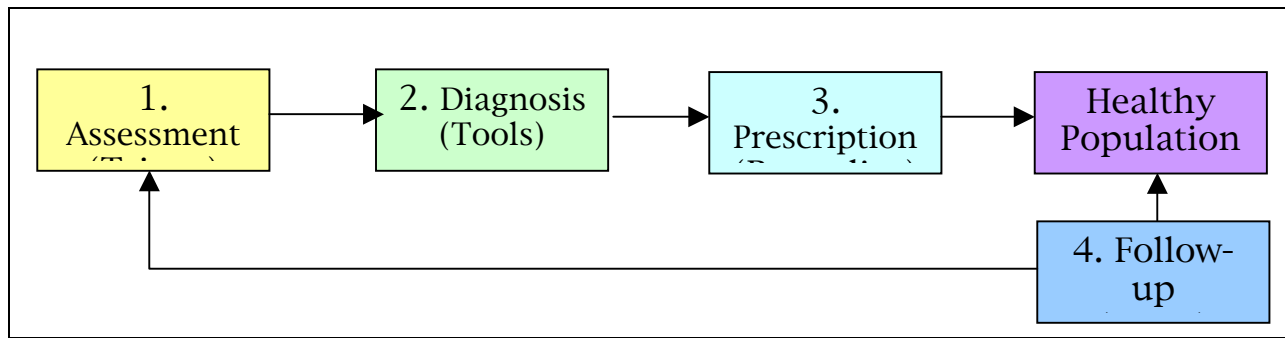 1.
Assessment
2. Diagnosis
(Tools)
3.
Prescription
Healthy
Population
4. Follow-
up